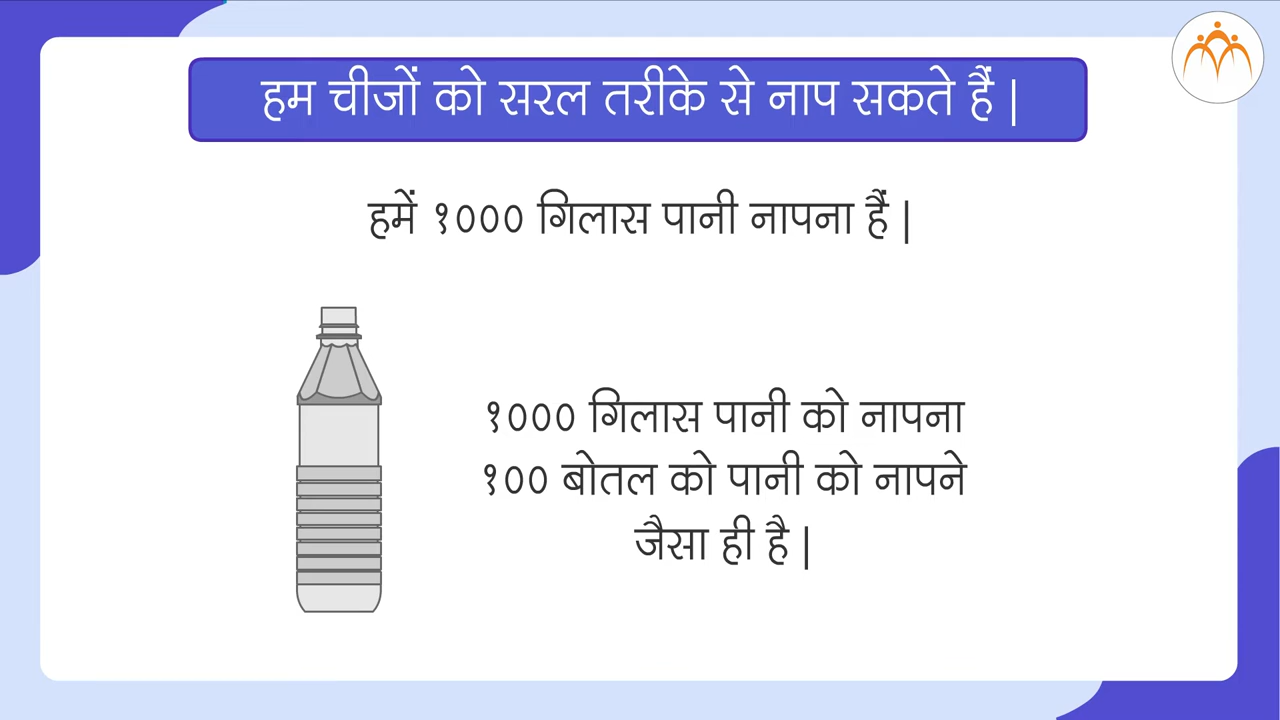 हम चीजों को सरल तरीके से नाप सकते हैं |
हमें १००० गिलास पानी नापना हैं |
१००० गिलास पानी को नापना
१०० बोतल को पानी को नापने
जैसा ही है |